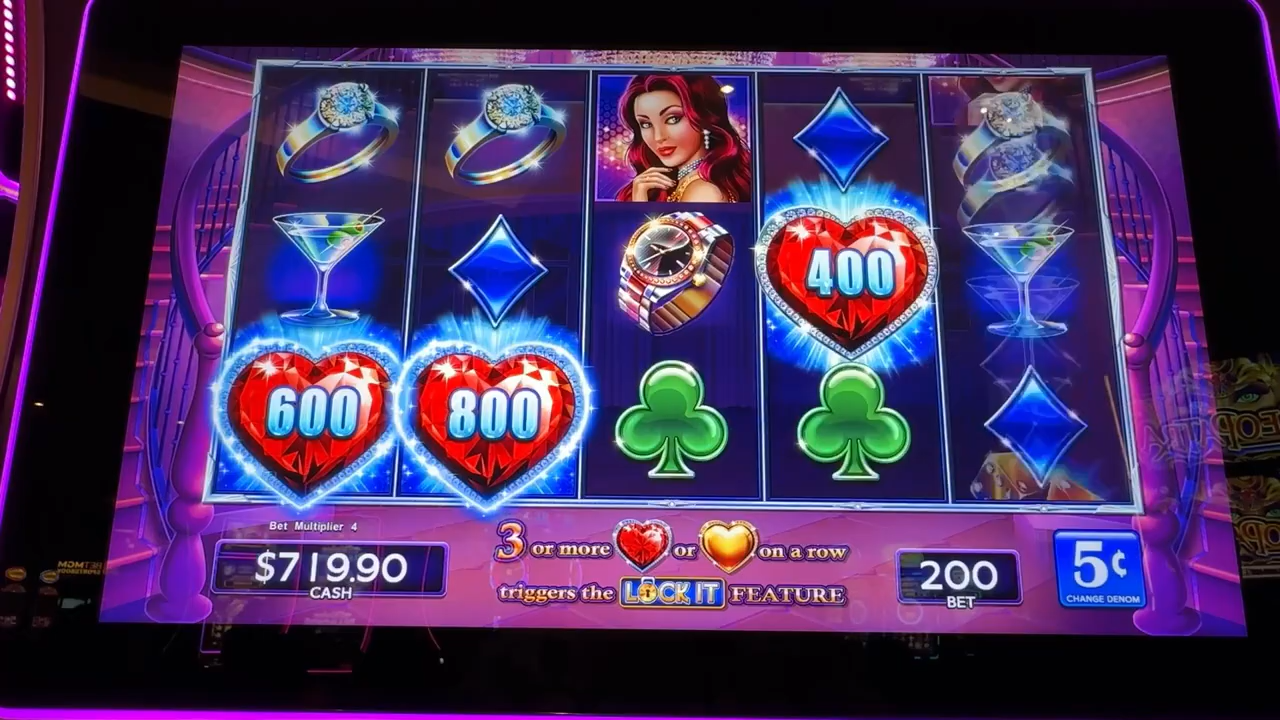 400
600
800
Bet Multiplier 4
$719.90
CASH
3 or more or on a row
triggers the LOCK IT FEATURE
200
BET
5¢
CHANGE DENOM